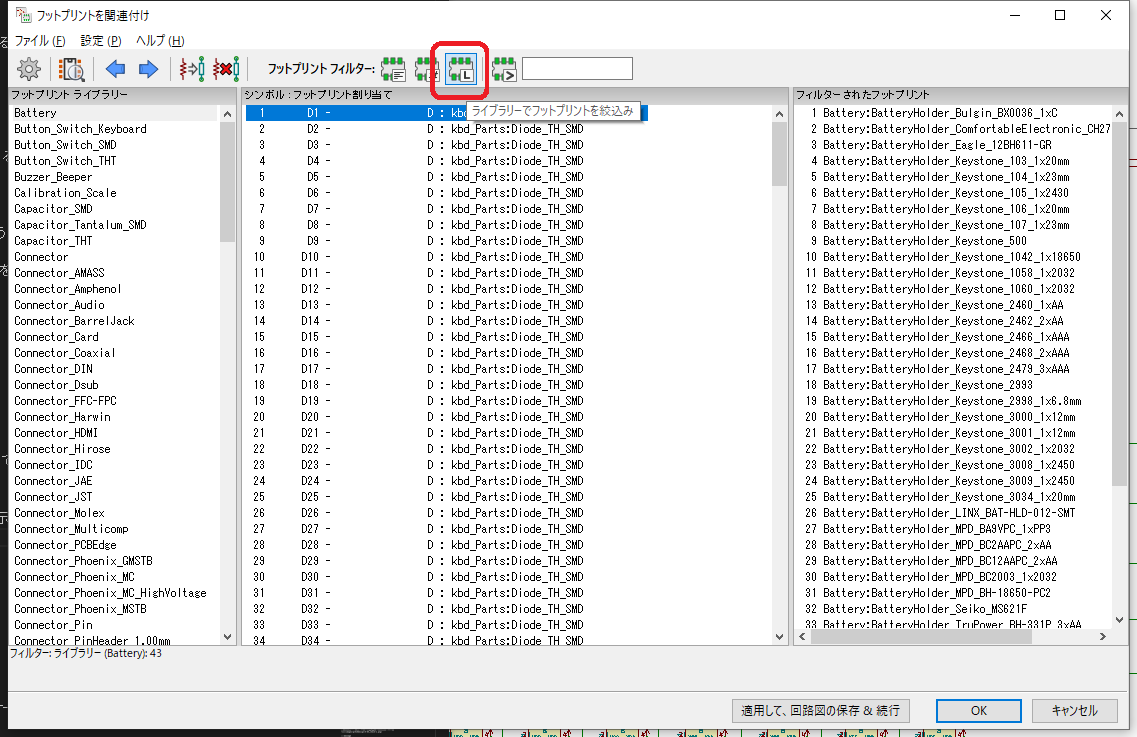 フットプリントを関連付け
ファイル (F) 設定 (P) ヘルプ (H)
フットプリント フィルター:
フットプリント ライブラリー
Battery
Button_Switch_Keyboard
Button_Switch_SMD
Button_Switch_THT
Buzzer_Beeper
Calibration_Scale
Capacitor_SMD
Capacitor_Tantalum_SMD
Capacitor_THT
Connector
Connector_AMASS
Connector_Amphenol
Connector_Audio
Connector_BarrelJack
Connector_Card
Connector_Coaxial
Connector_DIN
Connector_Dsub
Connector_FFC-FPC
Connector_Harwin
Connector_HDMI
Connector_Hirose
Connector_IDC
Connector_JAE
Connector_JST
Connector_Molex
Connector_Multicomp
Connector_PCBEdge
Connector_Phoenix_GMSTB
Connector_Phoenix_MC
Connector_Phoenix_MC_HighVoltage
Connector_Phoenix_MSTB
Connector_Pin
Connector_PinHeader_1.00mm
シンボル : フットプリント割り当て
1 D1 - D : kbd
ライブラリーでフットプリントを絞込み
2 D2 - D : kbd_Parts:Diode_TH_SMD
3 D3 - D : kbd_Parts:Diode_TH_SMD
4 D4 - D : kbd_Parts:Diode_TH_SMD
5 D5 - D : kbd_Parts:Diode_TH_SMD
6 D6 - D : kbd_Parts:Diode_TH_SMD
7 D7 - D : kbd_Parts:Diode_TH_SMD
8 D8 - D : kbd_Parts:Diode_TH_SMD
9 D9 - D : kbd_Parts:Diode_TH_SMD
10 D10 - D : kbd_Parts:Diode_TH_SMD
11 D11 - D : kbd_Parts:Diode_TH_SMD
12 D12 - D : kbd_Parts:Diode_TH_SMD
13 D13 - D : kbd_Parts:Diode_TH_SMD
14 D14 - D : kbd_Parts:Diode_TH_SMD
15 D15 - D : kbd_Parts:Diode_TH_SMD
16 D16 - D : kbd_Parts:Diode_TH_SMD
17 D17 - D : kbd_Parts:Diode_TH_SMD
18 D18 - D : kbd_Parts:Diode_TH_SMD
19 D19 - D : kbd_Parts:Diode_TH_SMD
20 D20 - D : kbd_Parts:Diode_TH_SMD
21 D21 - D : kbd_Parts:Diode_TH_SMD
22 D22 - D : kbd_Parts:Diode_TH_SMD
23 D23 - D : kbd_Parts:Diode_TH_SMD
24 D24 - D : kbd_Parts:Diode_TH_SMD
25 D25 - D : kbd_Parts:Diode_TH_SMD
26 D26 - D : kbd_Parts:Diode_TH_SMD
27 D27 - D : kbd_Parts:Diode_TH_SMD
28 D28 - D : kbd_Parts:Diode_TH_SMD
29 D29 - D : kbd_Parts:Diode_TH_SMD
30 D30 - D : kbd_Parts:Diode_TH_SMD
31 D31 - D : kbd_Parts:Diode_TH_SMD
32 D32 - D : kbd_Parts:Diode_TH_SMD
33 D33 - D : kbd_Parts:Diode_TH_SMD
34 D34 - D : kbd_Parts:Diode_TH_SMD
フィルターされたフットプリント
1 Battery:BatteryHolder_Bulgin_BX0036_1xC
2 Battery:BatteryHolder_ComfortableElectronic_CH27
3 Battery:BatteryHolder_Eagle_12BH611-GR
4 Battery:BatteryHolder_Keystone_103_1x20mm
5 Battery:BatteryHolder_Keystone_104_1x23mm
6 Battery:BatteryHolder_Keystone_105_1x2430
7 Battery:BatteryHolder_Keystone_106_1x20mm
8 Battery:BatteryHolder_Keystone_107_1x23mm
9 Battery:BatteryHolder_Keystone_500
10 Battery:BatteryHolder_Keystone_1042_1x18650
11 Battery:BatteryHolder_Keystone_1058_1x2032
12 Battery:BatteryHolder_Keystone_1060_1x2032
13 Battery:BatteryHolder_Keystone_2460_1xAA
14 Battery:BatteryHolder_Keystone_2462_2xAA
15 Battery:BatteryHolder_Keystone_2466_1xAAA
16 Battery:BatteryHolder_Keystone_2468_2xAAA
17 Battery:BatteryHolder_Keystone_2479_3xAAA
18 Battery:BatteryHolder_Keystone_2993
19 Battery:BatteryHolder_Keystone_2998_1x6.8mm
20 Battery:BatteryHolder_Keystone_3000_1x12mm
21 Battery:BatteryHolder_Keystone_3001_1x12mm
22 Battery:BatteryHolder_Keystone_3002_1x2032
23 Battery:BatteryHolder_Keystone_3008_1x2450
24 Battery:BatteryHolder_Keystone_3009_1x2450
25 Battery:BatteryHolder_Keystone_3034_1x20mm
26 Battery:BatteryHolder_LINX_BAT-HLD-012-SMT
27 Battery:BatteryHolder_MPD_BA9VPC_1xPP3
28 Battery:BatteryHolder_MPD_BC2AAPC_2xAA
29 Battery:BatteryHolder_MPD_BC12AAPC_2xAA
30 Battery:BatteryHolder_MPD_BC2003_1x2032
31 Battery:BatteryHolder_MPD_BH-18650-PC2
32 Battery:BatteryHolder_Seiko_MS621F
33 Battery:BatteryHolder_TruPower_BH-331P_3xAA
フィルター: ライブラリー (Battery): 43
適用して、回路図の保存 & 続行
OK
キャンセル